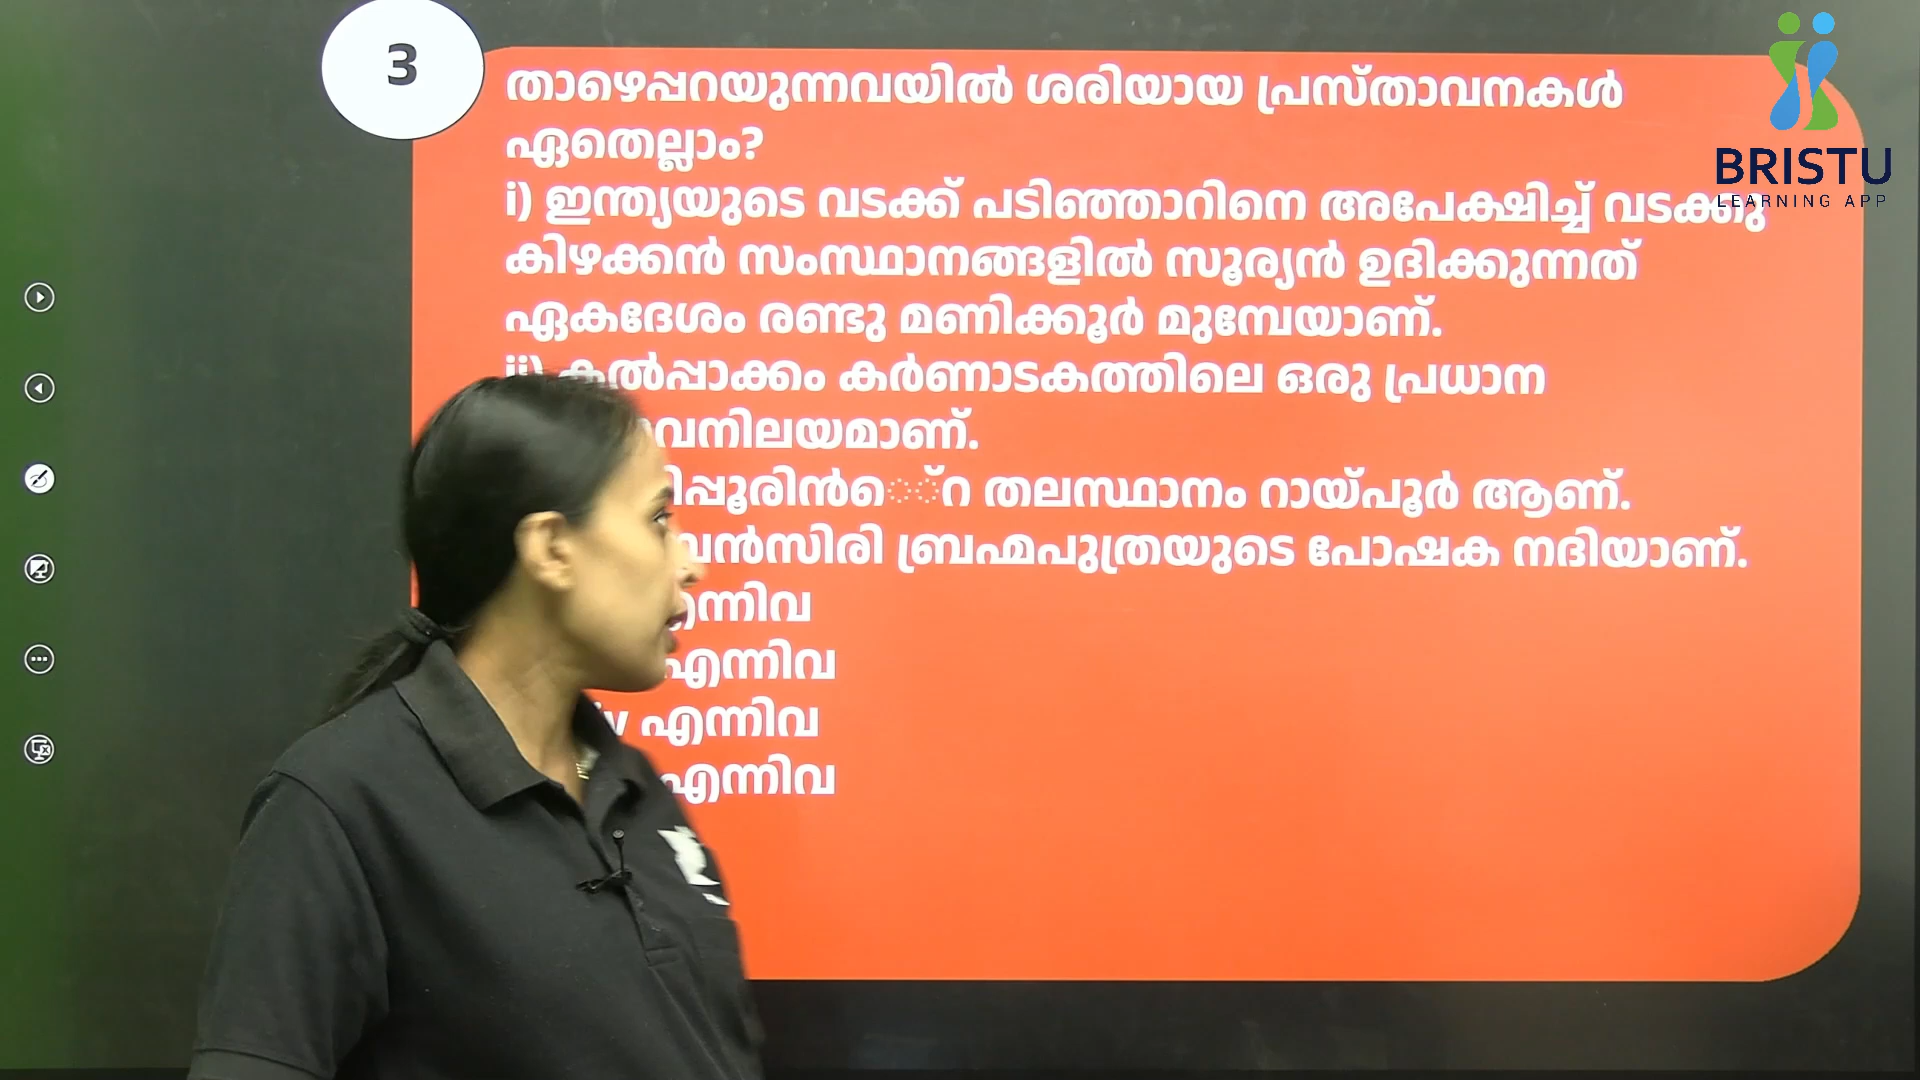 3
താഴെപ്പറയുന്നവയിൽ ശരിയായ പ്രസ്താവനകൾ
ഏതെല്ലാം?
i) ഇന്ത്യയുടെ വടക്ക് പടിഞ്ഞാറിനെ അപേക്ഷിച്ച് വടക്കു
കിഴക്കൻ സംസ്ഥാനങ്ങളിൽ സൂര്യൻ ഉദിക്കുന്നത്
ഏകദേശം രണ്ടു മണിക്കൂർ മുമ്പേയാണ്.
ii) കൽപ്പാക്കം കർണാടകത്തിലെ ഒരു പ്രധാന
തലസ്ഥാനം റായ്പൂർ ആണ്.
ബ്രഹ്മപുത്രയുടെ പോഷക നദിയാണ്.
എന്നിവ
എന്നിവ
iv എന്നിവ
എന്നിവ
BRISTU
LEARNING APP